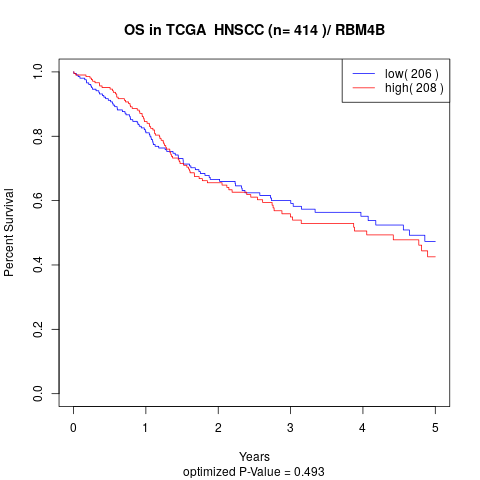 OS in TCGA  HNSCC (n= 414 )/ RBM4B
low( 206 )
high( 208 )
Percent Survival
1.0
0.8
0.6
0.4
0.2
0.0
0 1 2 3 4 5
Years
optimized P-Value = 0.493